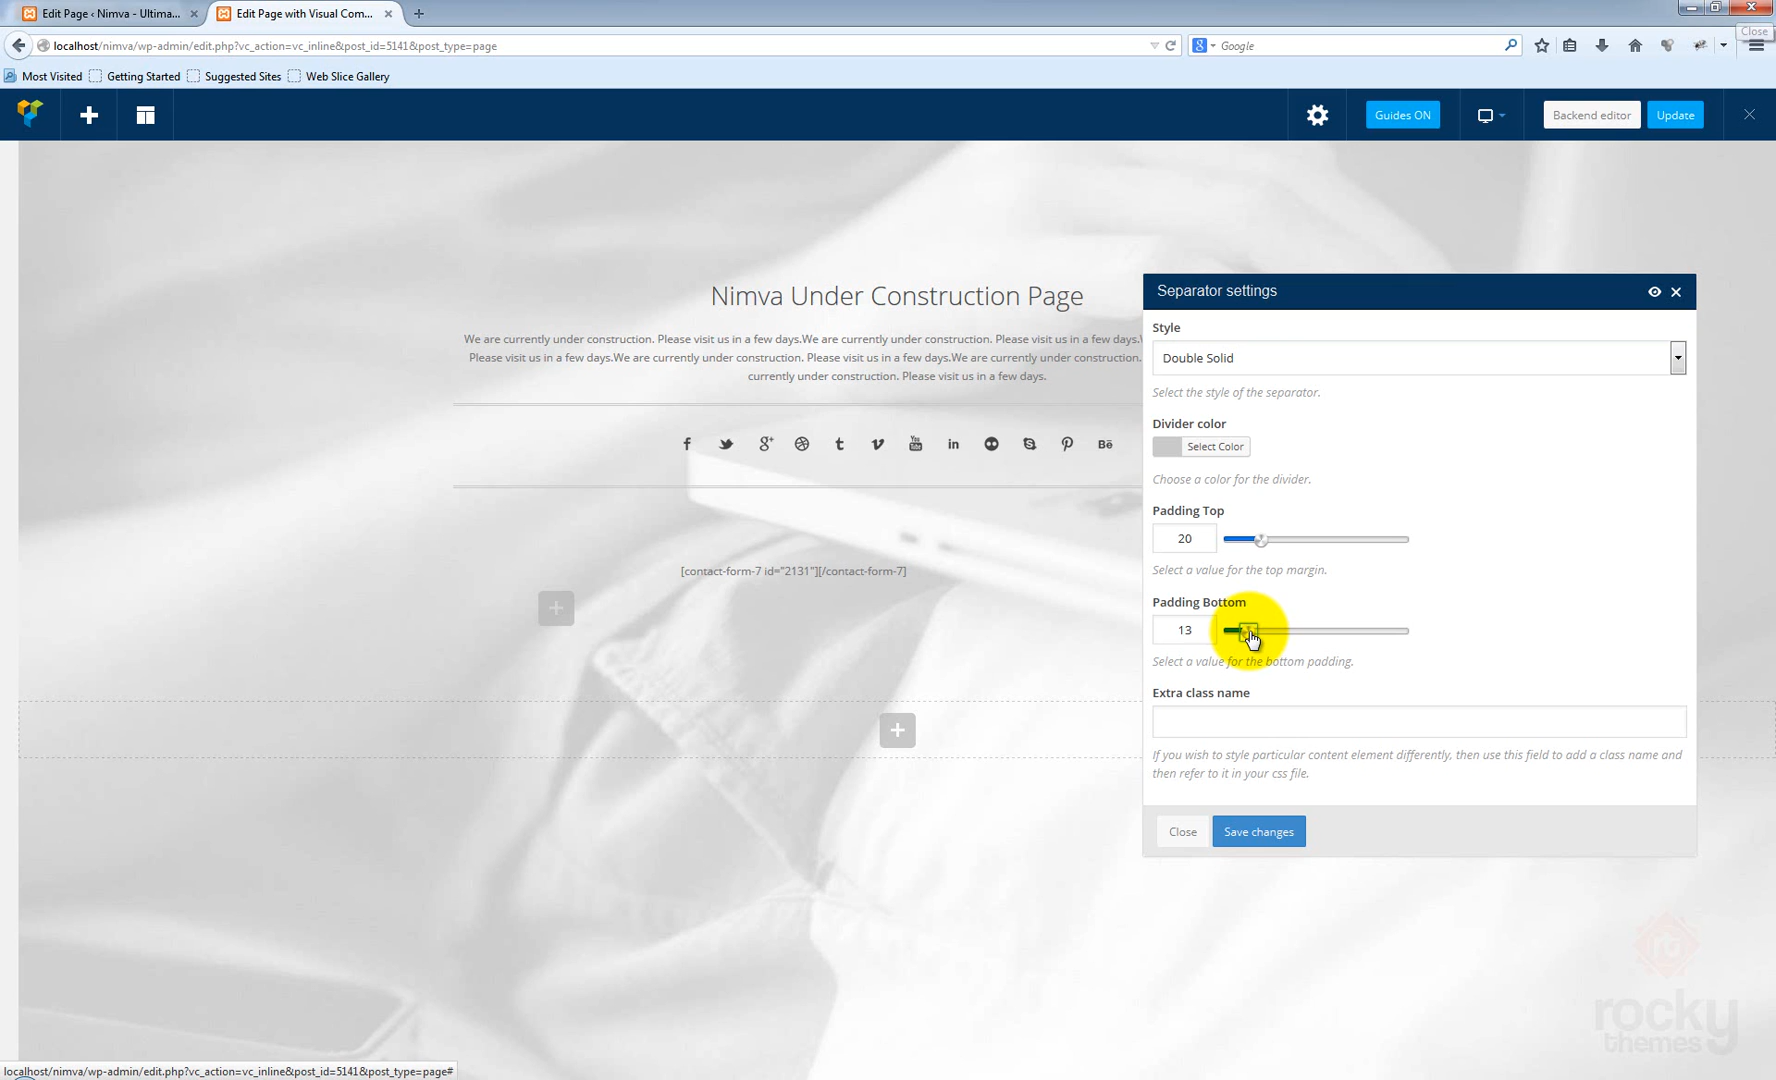 Edit Page ‹ Nimva - Ultima...
Edit Page with Visual Com...
Close
localhost/nimva/wp-admin/edit.php?vc_action=vc_inline&post_id=5141&post_type=page
Google
Most Visited
Getting Started
Suggested Sites
Web Slice Gallery
Guides ON
Backend editor
Update
Nimva Under Construction Page
We are currently under construction. Please visit us in a few days.We are currently under construction. Please visit us in a few days.
Please visit us in a few days.We are currently under construction. Please visit us in a few days.We are currently under construction.
currently under construction. Please visit us in a few days.
[contact-form-7 id="2131"][/contact-form-7]
Separator settings
Style
Double Solid
Select the style of the separator.
Divider color
Select Color
Choose a color for the divider.
Padding Top
20
Select a value for the top margin.
Padding Bottom
13
Select a value for the bottom padding.
Extra class name
If you wish to style particular content element differently, then use this field to add a class name and
then refer to it in your css file.
Close
Save changes
rocky
themes
localhost/nimva/wp-admin/edit.php?vc_action=vc_inline&post_id=5141&post_type=page#